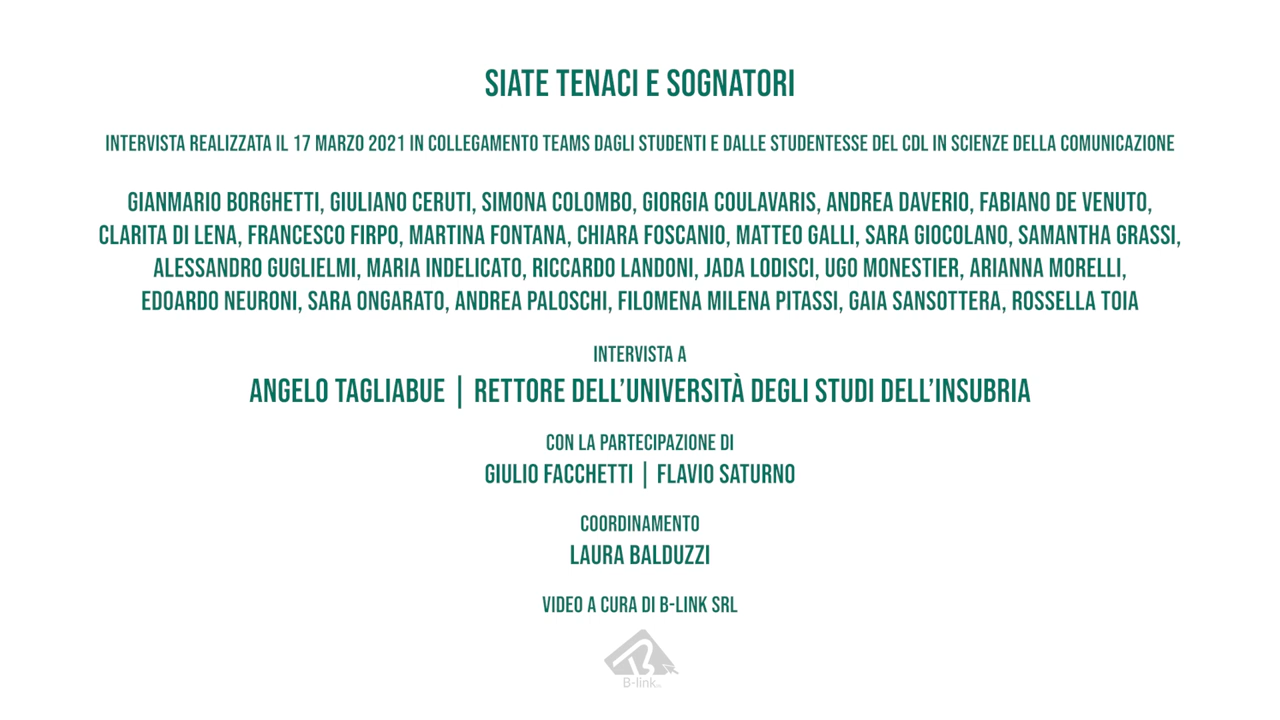 SIATE TENACI E SOGNATORI
INTERVISTA REALIZZATA IL 17 MARZO 2021 IN COLLEGAMENTO TEAMS DAGLI STUDENTI E DALLE STUDENTESSE DEL CDL IN SCIENZE DELLA COMUNICAZIONE
GIANMARIO BORGHETTI, GIULIANO CERUTI, SIMONA COLOMBO, GIORGIA COULAVARIS, ANDREA DAVERIO, FABIANO DE VENUTO,
CLARITA DI LENA, FRANCESCO FIRPO, MARTINA FONTANA, CHIARA FOSCANIO, MATTEO GALLI, SARA GIOCOLANO, SAMANTHA GRASSI,
ALESSANDRO GUGLIELMI, MARIA INDELICATO, RICCARDO LANDONI, JADA LODISCI, UGO MONESTIER, ARIANNA MORELLI,
EDOARDO NEURONI, SARA ONGARATO, ANDREA PALOSCHI, FILOMENA MILENA PITASSI, GAIA SANSOTTERA, ROSSELLA TOIA
INTERVISTA A
ANGELO TAGLIABUE | RETTORE DELL'UNIVERSITÀ DEGLI STUDI DELL'INSUBRIA
CON LA PARTECIPAZIONE DI
GIULIO FACCHETTI | FLAVIO SATURNO
COORDINAMENTO
LAURA BALDUZZI
VIDEO A CURA DI B-LINK SRL
B-link